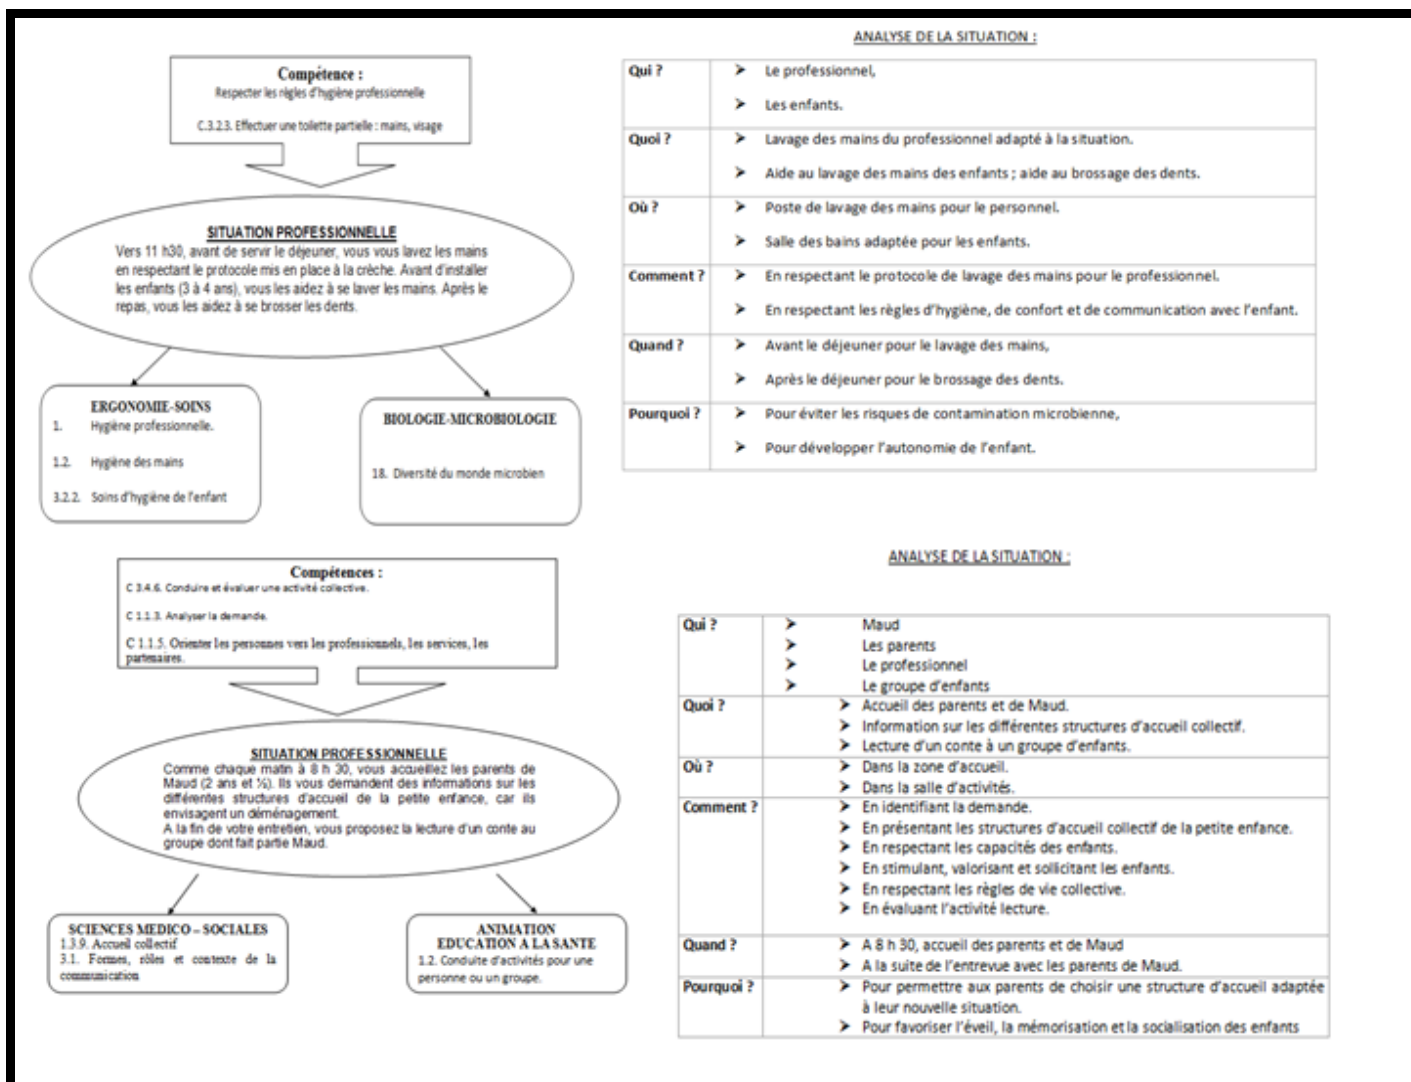 Compétence :
Respecter les règles d'hygiène professionnelle
C.3.2.3. Effectuer une toilette partielle : mains, visage
SITUATION PROFESSIONNELLE
Vers 11 h30, avant de servir le déjeuner, vous vous lavez les mains
en respectant le protocole mis en place à la crèche. Avant d'installer
les enfants (3 à 4 ans), vous les aidez à se laver les mains. Après le
repas, vous les aidez à se brosser les dents.
ERGONOMIE-SOINS
1. Hygiène professionnelle.
1.2. Hygiène des mains
3.2.2. Soins d'hygiène de l'enfant
BIOLOGIE-MICROBIOLOGIE
18. Diversité du monde microbien
ANALYSE DE LA SITUATION :
Qui ? ➢ Le professionnel,
➢ Les enfants.
Quoi ? ➢ Lavage des mains du professionnel adapté à la situation.
➢ Aide au lavage des mains des enfants ; aide au brossage des dents.
Où ? ➢ Poste de lavage des mains pour le personnel.
➢ Salle des bains adaptée pour les enfants.
Comment ? ➢ En respectant le protocole de lavage des mains pour le professionnel.
➢ En respectant les règles d'hygiène, de confort et de communication avec l'enfant.
Quand ? ➢ Avant le déjeuner pour le lavage des mains,
➢ Après le déjeuner pour le brossage des dents.
Pourquoi ? ➢ Pour éviter les risques de contamination microbienne,
➢ Pour développer l'autonomie de l'enfant.
Compétences :
C 3.4.6. Conduire et évaluer une activité collective.
C 1.1.3. Analyser la demande.
C 1.1.5. Orienter les personnes vers les professionnels, les services, les
partenaires.
SITUATION PROFESSIONNELLE
Comme chaque matin à 8 h 30, vous accueillez les parents de
Maud (2 ans et ½). Ils vous demandent des informations sur les
différentes structures d'accueil de la petite enfance, car ils
envisagent un déménagement.
A la fin de votre entretien, vous proposez la lecture d'un conte au
groupe dont fait partie Maud.
SCIENCES MEDICO – SOCIALES
1.3.9. Accueil collectif
3.1. Formes, rôles et contexte de la
communication
ANIMATION
EDUCATION A LA SANTE
1.2. Conduite d'activités pour une
personne ou un groupe.
ANALYSE DE LA SITUATION :
Qui ? ➢ Maud
➢ Les parents
➢ Le professionnel
➢ Le groupe d'enfants
Quoi ? ➢ Accueil des parents et de Maud.
➢ Information sur les différentes structures d'accueil collectif.
➢ Lecture d'un conte à un groupe d'enfants.
Où ? ➢ Dans la zone d'accueil.
➢ Dans la salle d'activités.
Comment ? ➢ En identifiant la demande.
➢ En présentant les structures d'accueil collectif de la petite enfance.
➢ En respectant les capacités des enfants.
➢ En stimulant, valorisant et sollicitant les enfants.
➢ En respectant les règles de vie collective.
➢ En évaluant l'activité lecture.
Quand ? ➢ A 8 h 30, accueil des parents et de Maud
➢ A la suite de l'entrevue avec les parents de Maud.
Pourquoi ? ➢ Pour permettre aux parents de choisir une structure d'accueil adaptée
à leur nouvelle situation.
➢ Pour favoriser l'éveil, la mémorisation et la socialisation des enfants